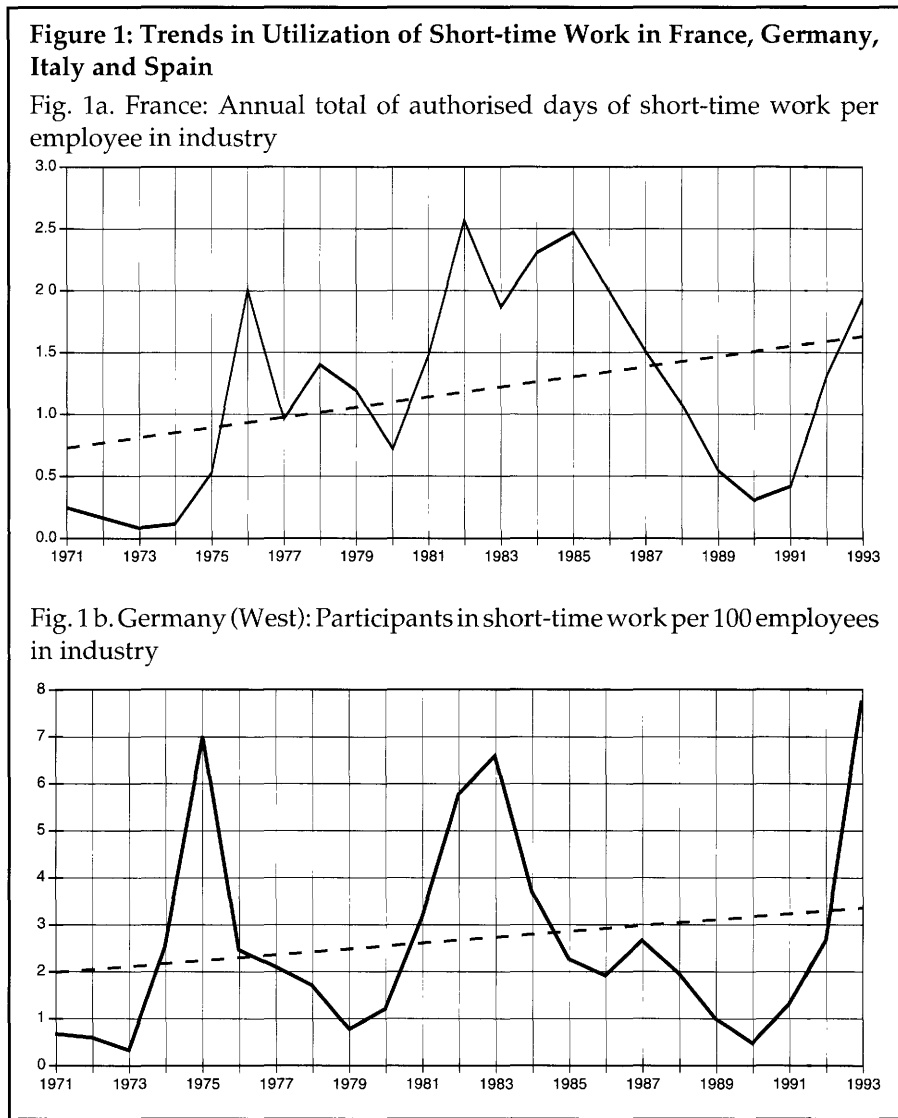 Figure 1: Trends in Utilization of Short-time Work in France, Germany,
Italy and Spain
Fig. 1a. France: Annual total of authorised days of short-time work per
employee in industry
3.0
2.5
2 0
1.5
1.0
0.5
0.0
1971 1973 1975 1977 1979 1981 1983 1985 1987 1989 1991 1993
Fig. 1 b. Germany (West): Participants in short-time work per 100 employees
in industry
8
7
6
5
4
3
2
1
0
1971 1973 1975 1977 1979 1981 1983 1985 1987 1989 1991 1993